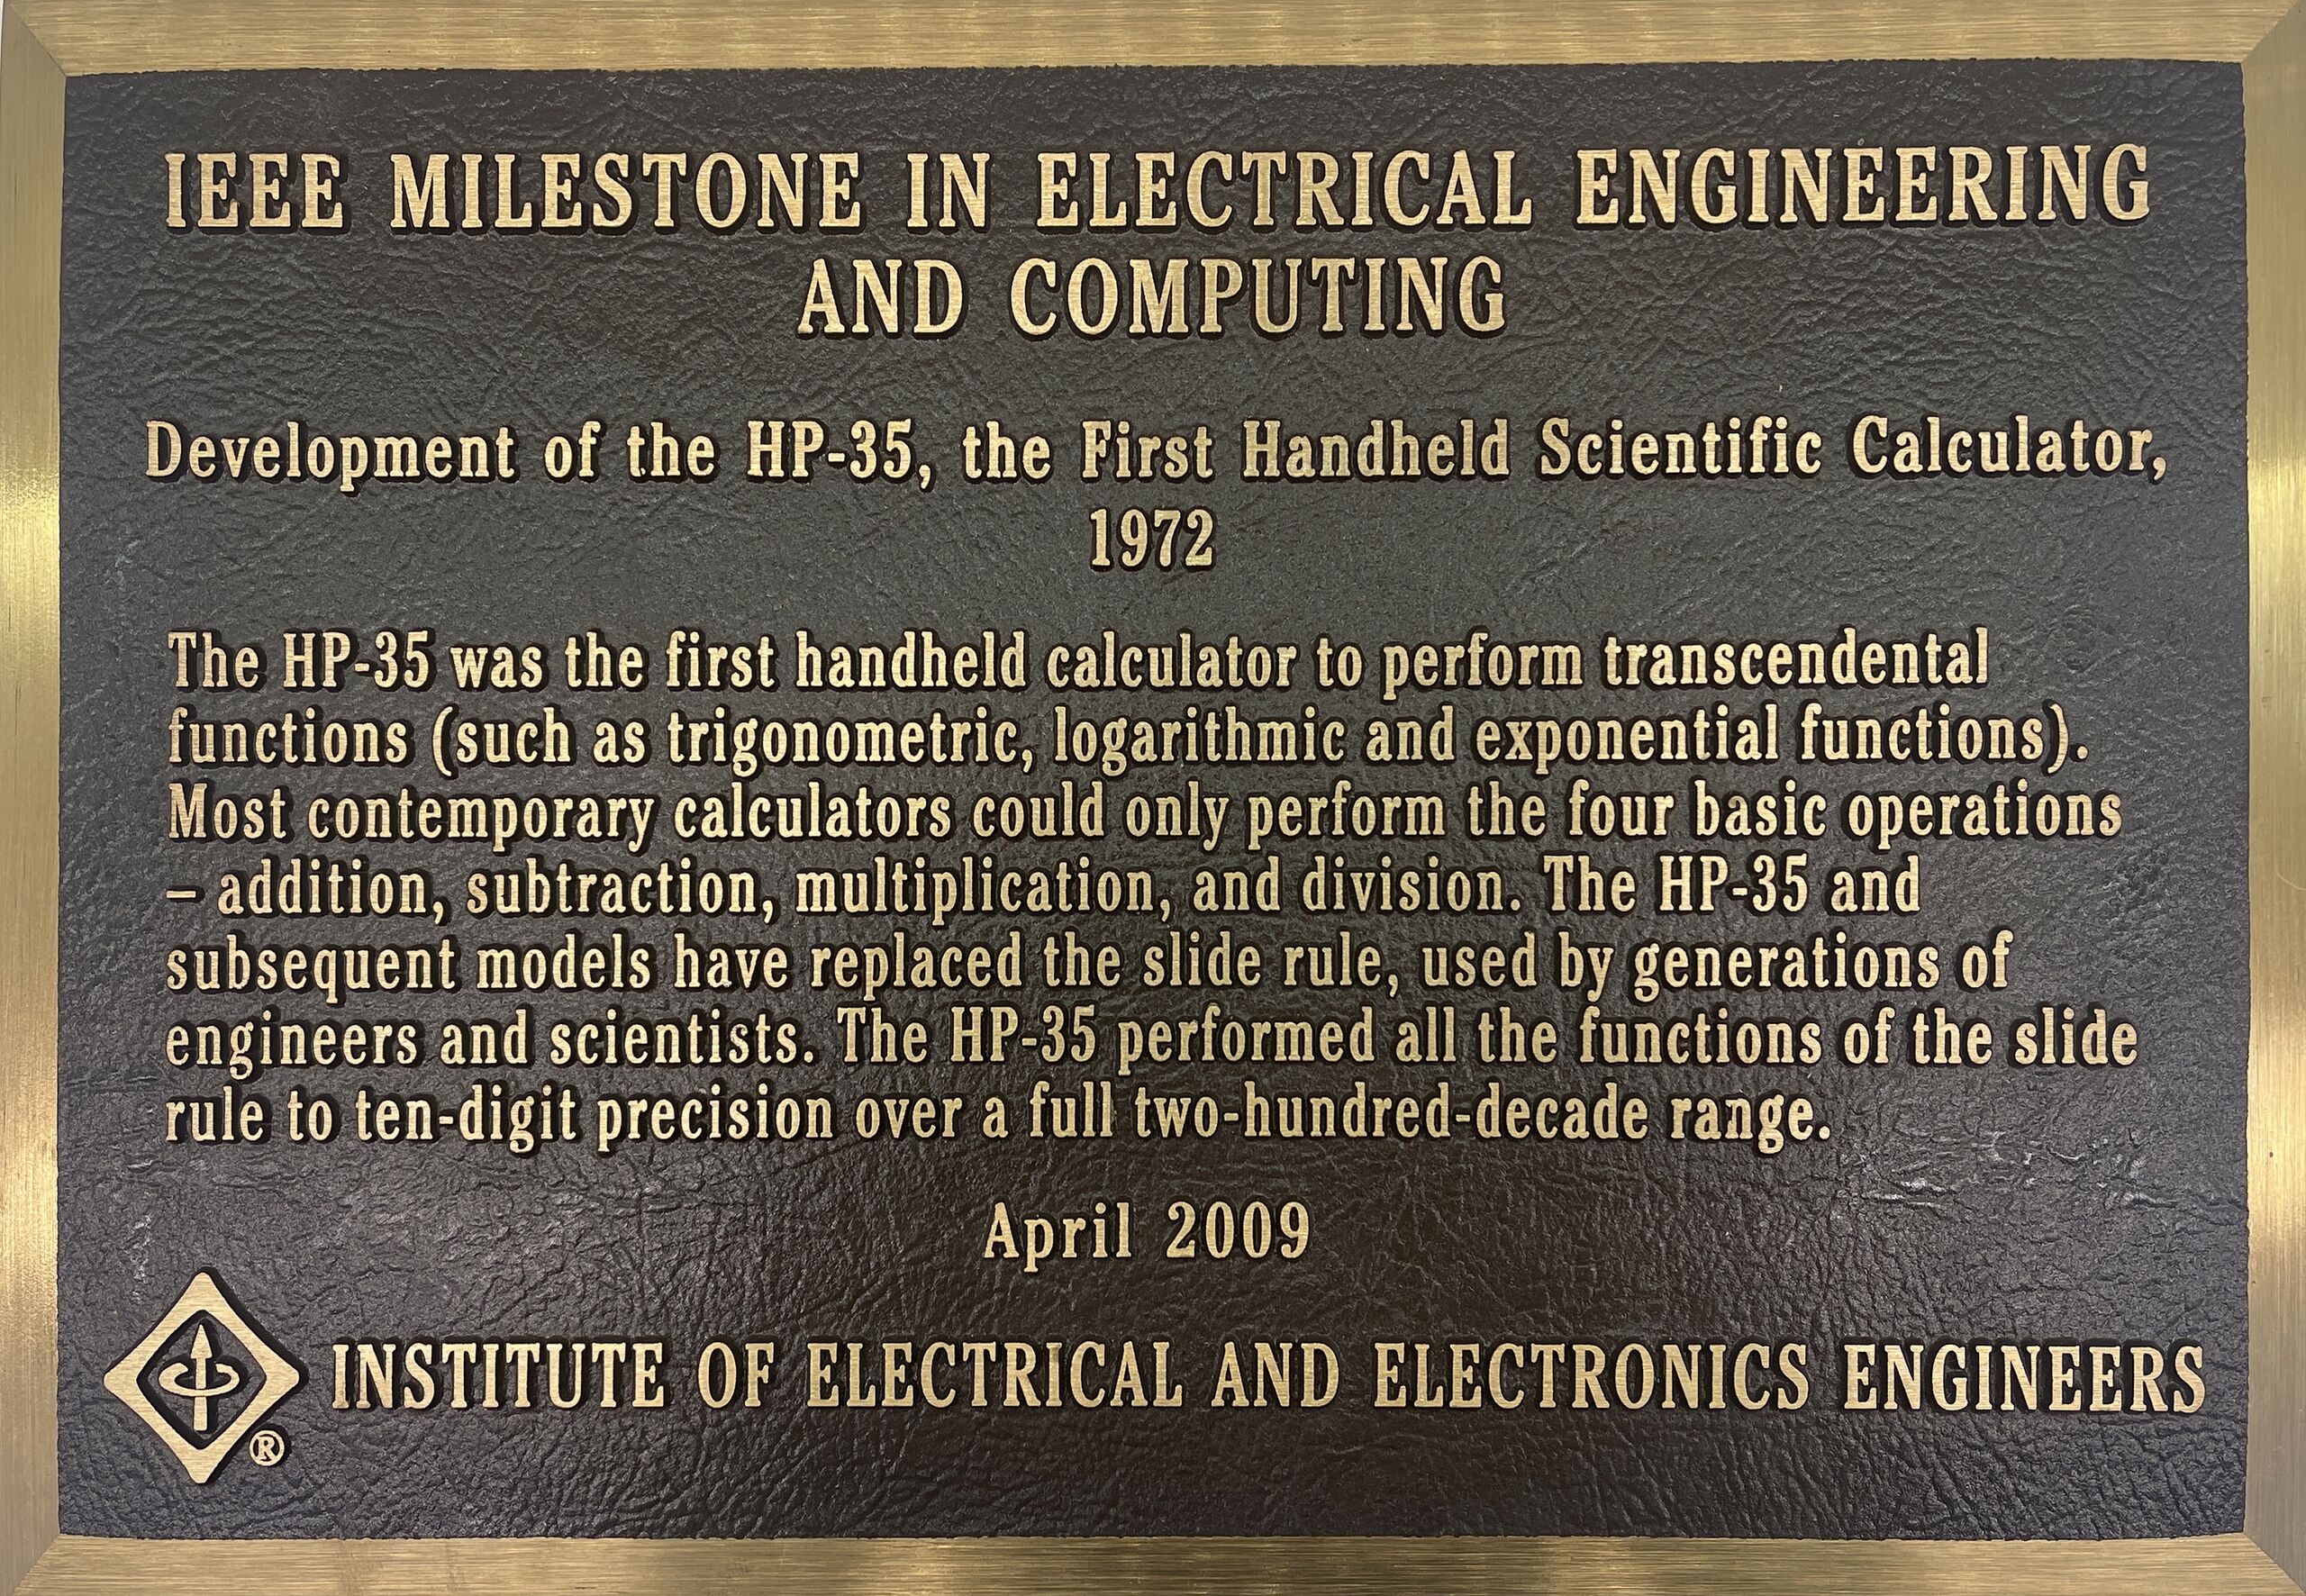 IEEE MILESTONE IN ELECTRICAL ENGINEERING
AND COMPUTING
Development of the HP-35, the First Handheld Scientific Calculator,
1972
The HP-35 was the first handheld calculator to perform transcendental
functions (such as trigonometric, logarithmic and exponential functions).
Most contemporary calculators could only perform the four basic operations
– addition, subtraction, multiplication, and division. The HP-35 and
subsequent models have replaced the slide rule, used by generations of
engineers and scientists. The HP-35 performed all the functions of the slide
rule to ten-digit precision over a full two-hundred-decade range.
April 2009
® INSTITUTE OF ELECTRICAL AND ELECTRONICS ENGINEERS